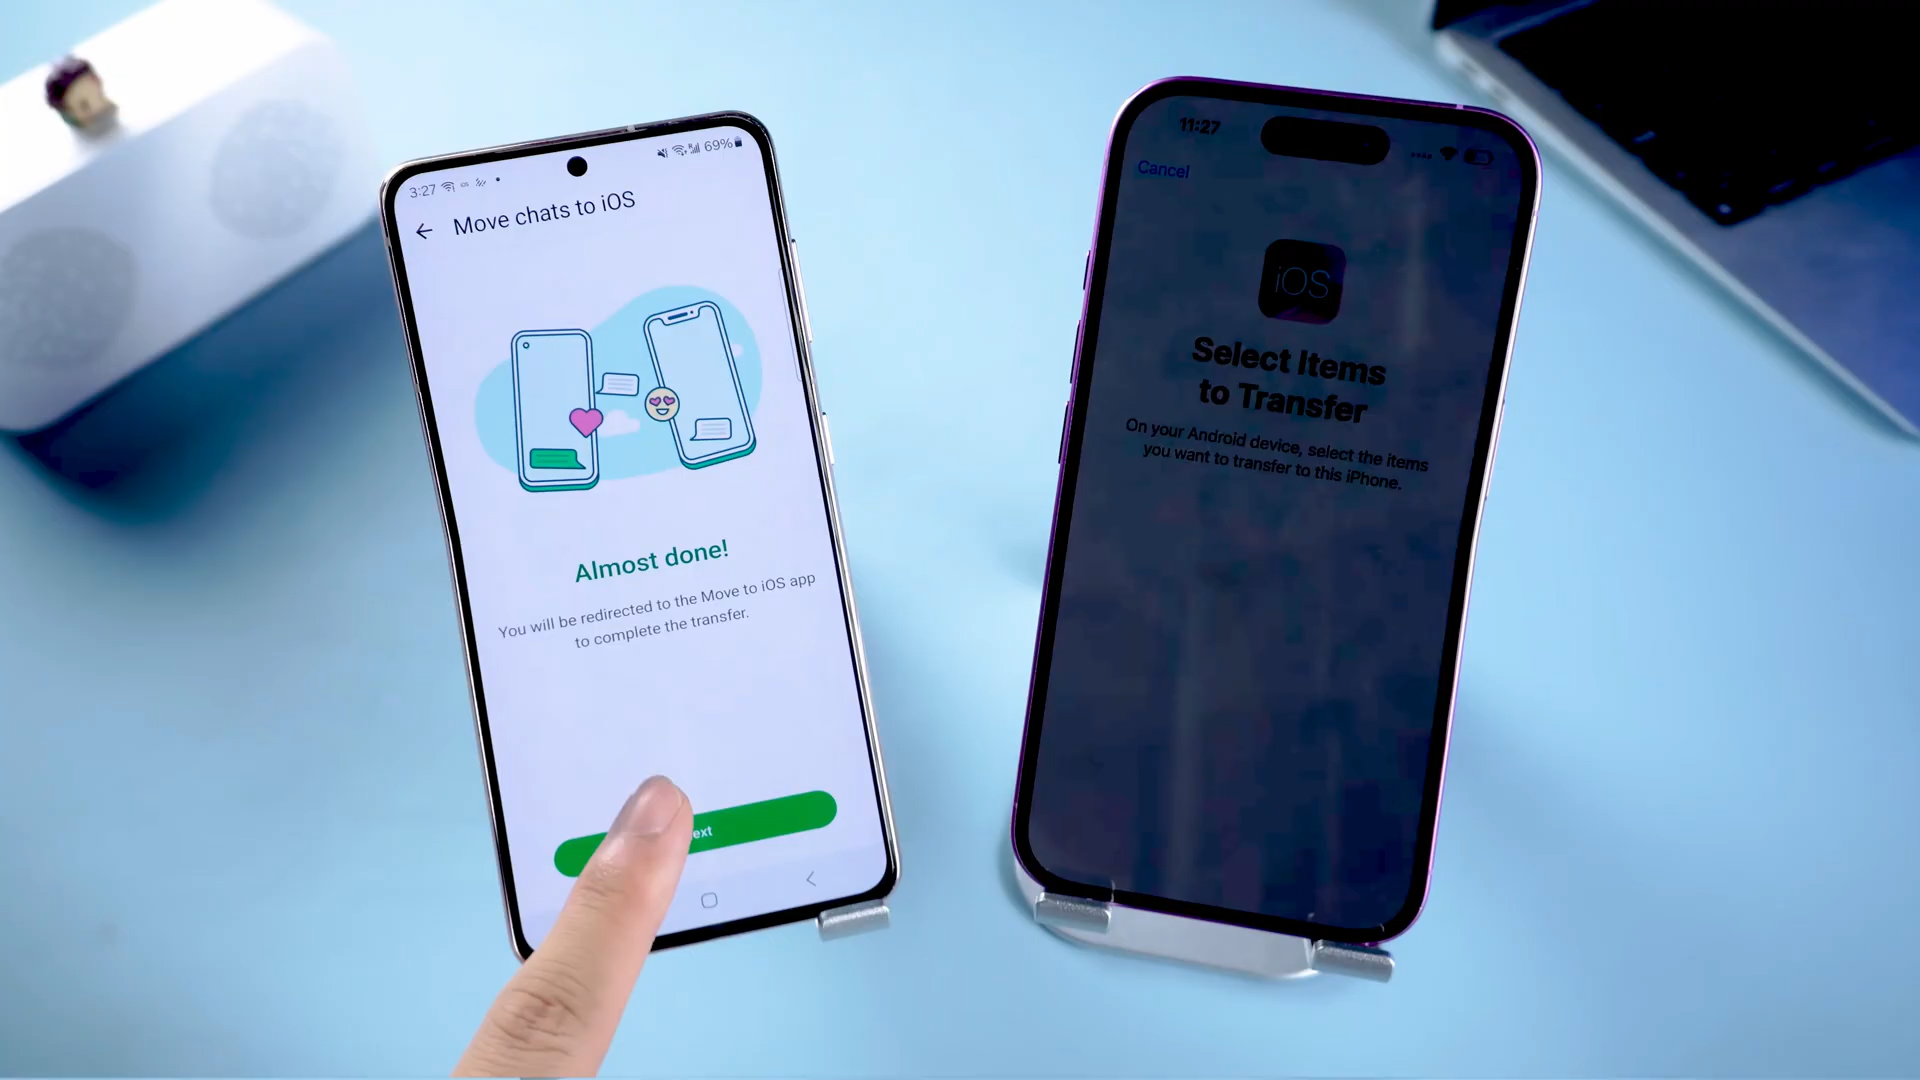 3:27
69%
Move chats to iOS
Almost done!
You will be redirected to the Move to iOS app
to complete the transfer.
ext
11:27
Cancel
iOS
Select Items
to Transfer
On your Android device, select the items
you want to transfer to this iPhone.